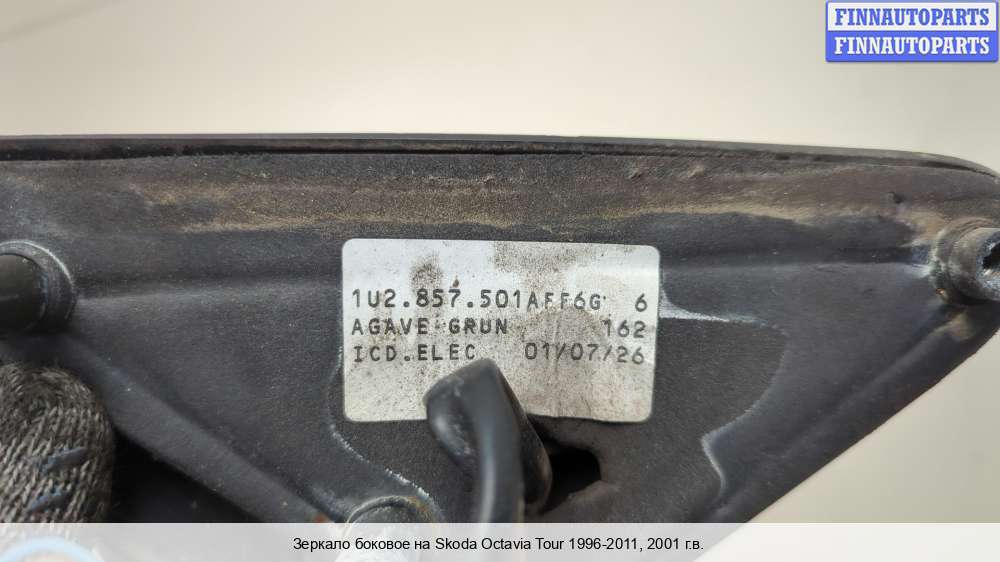 FINNAUTOPARTS
FINNAUTOPARTS
1U2.857.501AFF6G 6
AGAVE GRUN 162
ICD.ELEC 01/07/26
Зеркало боковое на Skoda Octavia Tour 1996-2011, 2001 г.в.